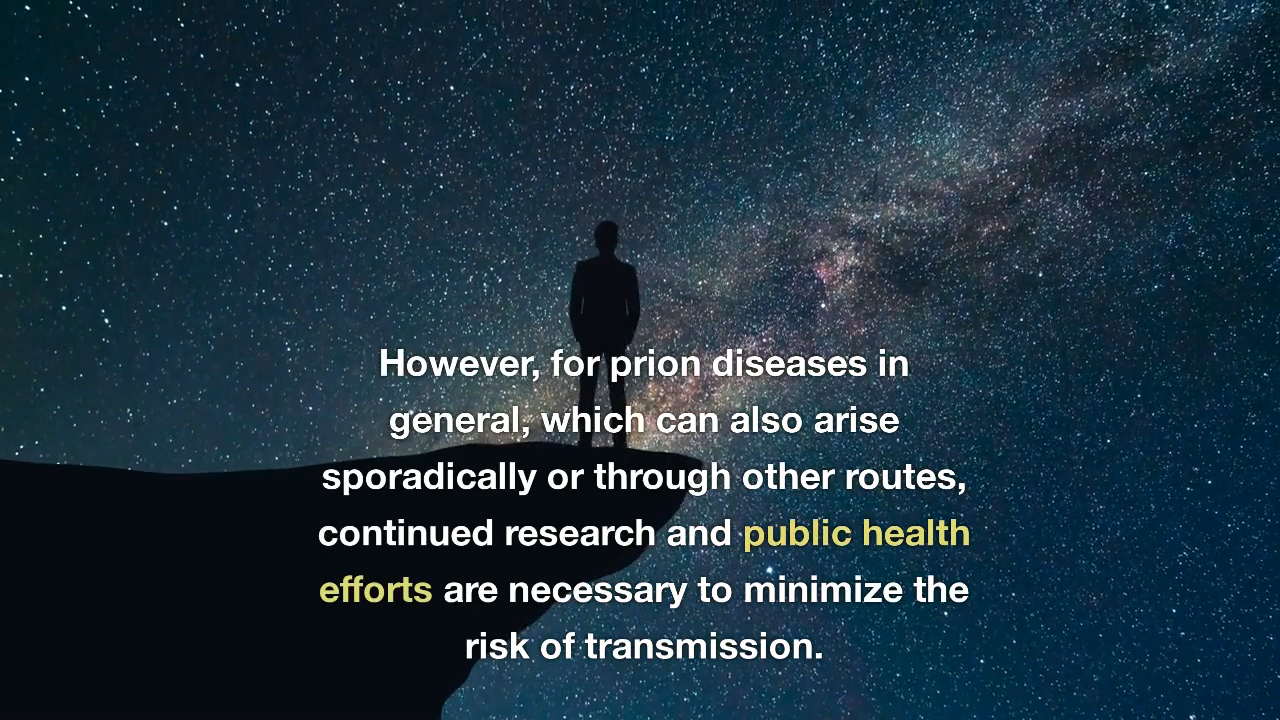 However, for prion diseases in
general, which can also arise
sporadically or through other routes,
continued research and public health
efforts are necessary to minimize the
risk of transmission.